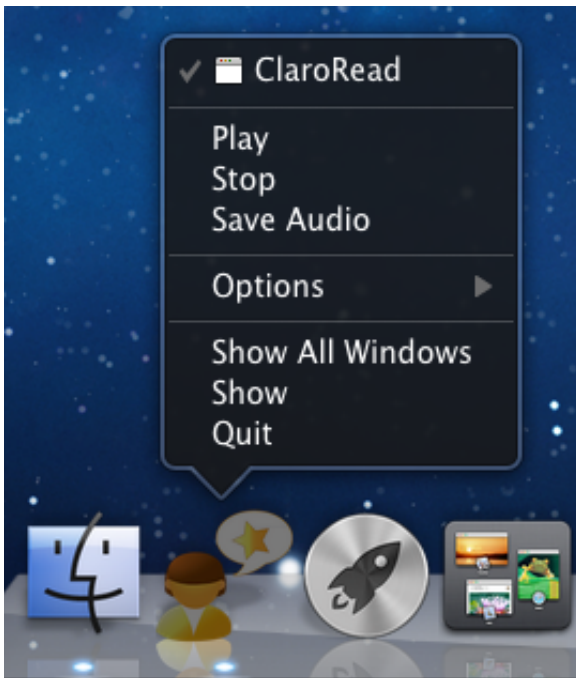 ClaroRead
Play
Stop
Save Audio
Options
Show All Windows
Show
Quit